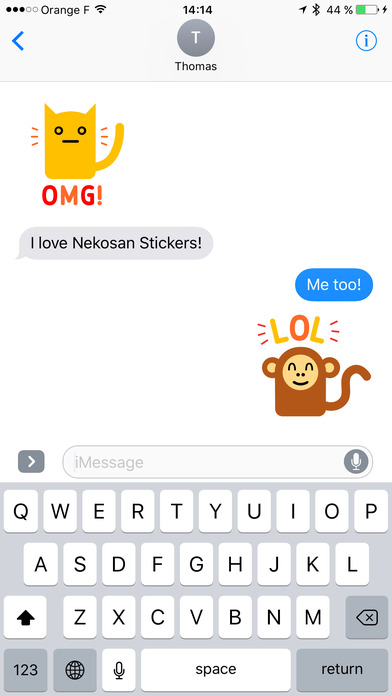 Orange F 14:14 44 %
T
Thomas
OMG!
I love Nekosan Stickers!
Me too!
LOL
iMessage
Q W E R T Y U I O P
A S D F G H J K L
Z X C V B N M
123 space return